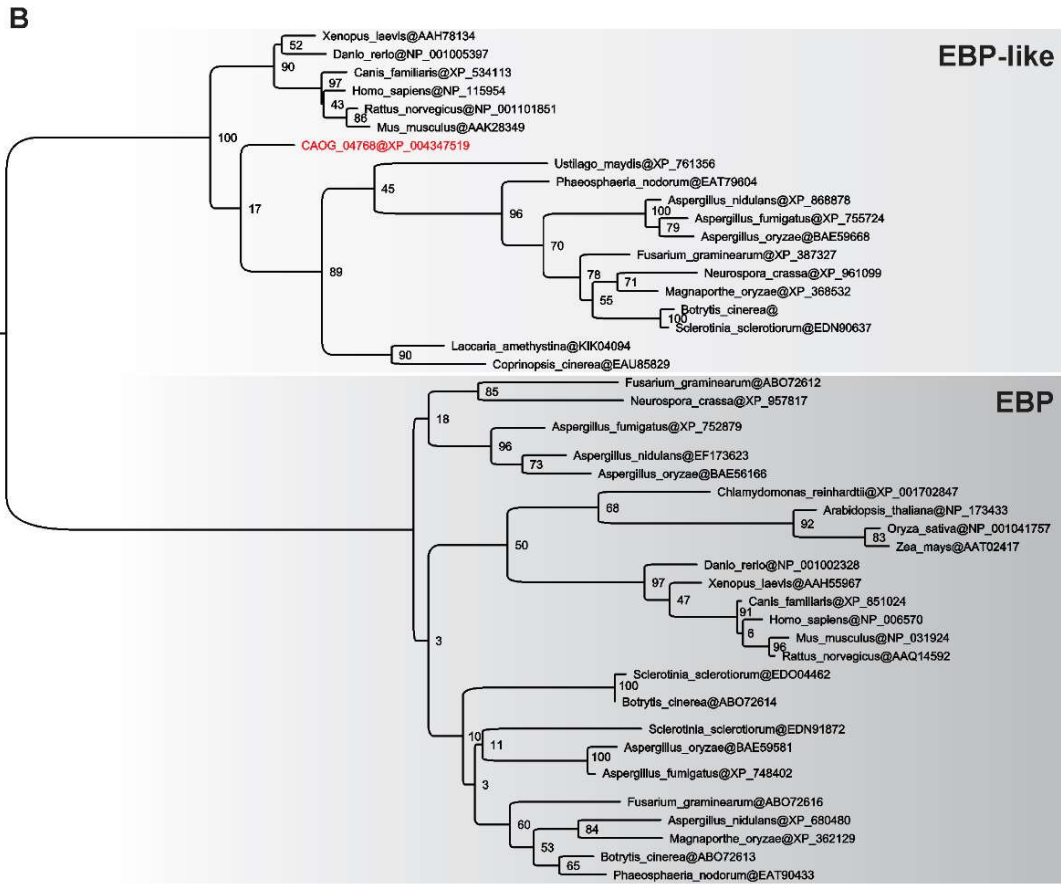 B
EBP-like
Xenopus_laevis@AAH78134
52
Danio_rerio@NP_001005397
90
Canis_familiaris@XP_534113
97
Homo_sapiens@NP_115954
43
Rattus_norvegicus@NP_001101851
86
Mus_musculus@AAK28349
100
CAOG_04768@XP_004347519
Ustilago_maydis@XP_761356
45
Phaeosphaeria_nodorum@EAT79604
17
96
Aspergillus_nidulans@XP_868878
100
Aspergillus_fumigatus@XP_755724
79
Aspergillus_oryzae@BAE59668
70
Fusarium_graminearum@XP_387327
89
78
Neurospora_crassa@XP_961099
71
Magnaporthe_oryzae@XP_368532
55
Botrytis_cinerea@
100
Sclerotinia_sclerotiorum@EDN90637
Laccaria_amethystina@KIK04094
90
Coprinopsis_cinerea@EAU85829
EBP
Fusarium_graminearum@ABO72612
85
Neurospora_crassa@XP_957817
18
Aspergillus_fumigatus@XP_752879
96
Aspergillus_nidulans@EF173623
73
Aspergillus_oryzae@BAE56166
Chlamydomonas_reinhardtii@XP_001702847
68
Arabidopsis_thaliana@NP_173433
92
Oryza_sativa@NP_001041757
83
Zea_mays@AAT02417
50
Danio_rerio@NP_001002328
97
Xenopus_laevis@AAH55967
47
Canis_familiaris@XP_851024
91
Homo_sapiens@NP_006570
6
Mus_musculus@NP_031924
96
Rattus_norvegicus@AAQ14592
3
Sclerotinia_sclerotiorum@EDO04462
100
Botrytis_cinerea@ABO72614
10
Sclerotinia_sclerotiorum@EDN91872
11
Aspergillus_oryzae@BAE59581
100
Aspergillus_fumigatus@XP_748402
3
Fusarium_graminearum@ABO72616
60
Aspergillus_nidulans@XP_680480
84
Magnaporthe_oryzae@XP_362129
53
Botrytis_cinerea@ABO72613
65
Phaeosphaeria_nodorum@EAT90433